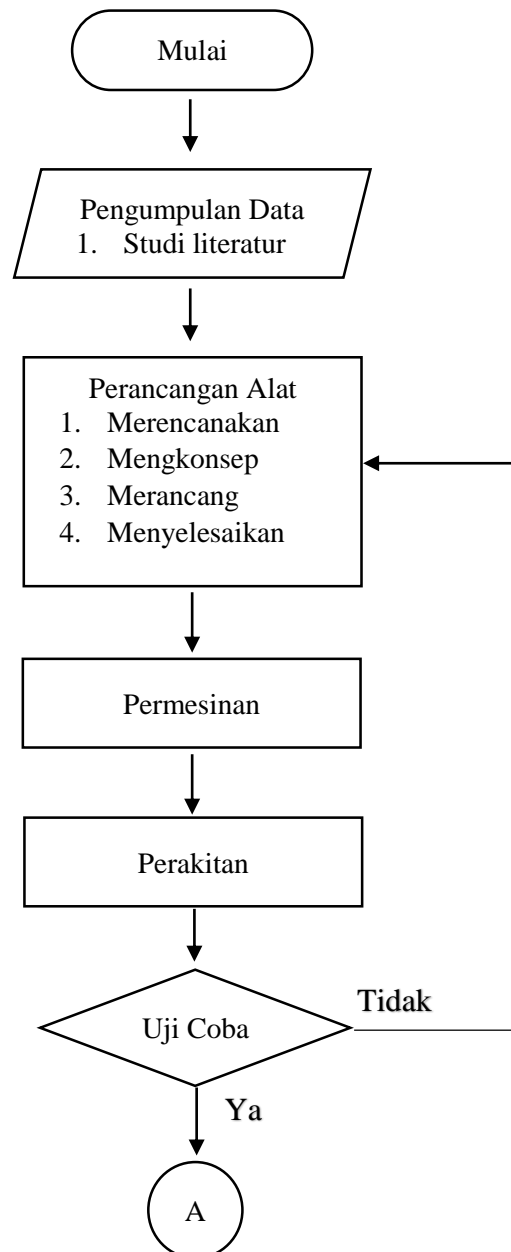 Mulai
Pengumpulan Data
1. Studi literatur
Perancangan Alat
1. Merencanakan
2. Mengkonsep
3. Merancang
4. Menyelesaikan
Permesinan
Perakitan
Uji Coba
Tidak
Ya
A